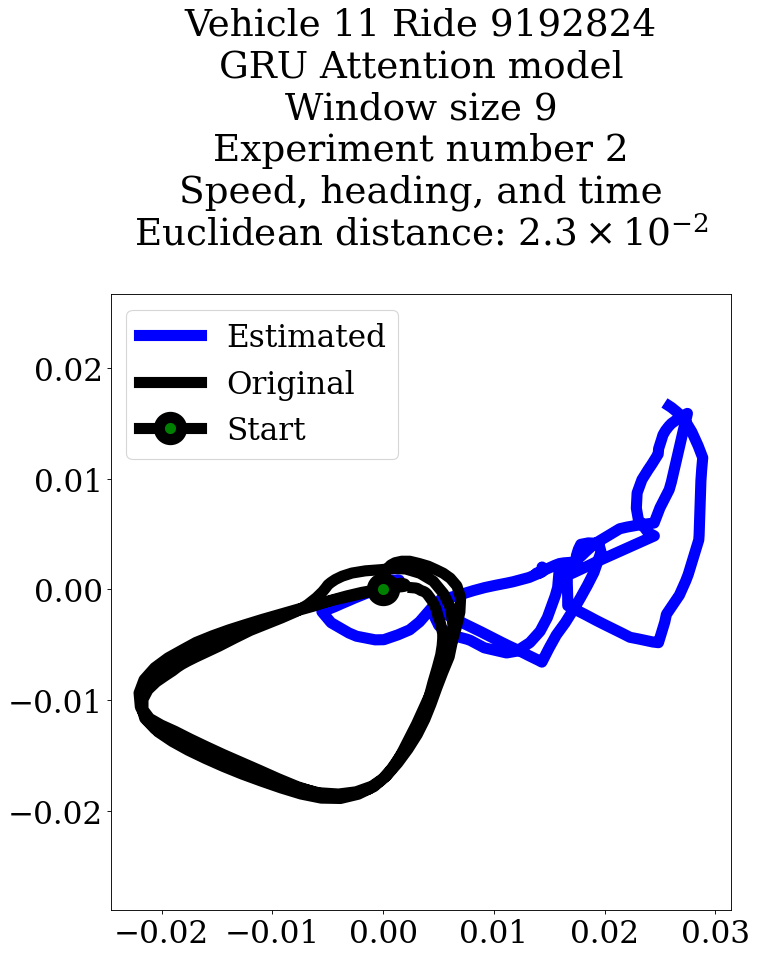 Vehicle 11 Ride 9192824
GRU Attention model
Window size 9
Experiment number 2
Speed, heading, and time
Euclidean distance: 2.3 × 10⁻²
Estimated
Original
Start
0.02
0.01
0.00
−0.01
−0.02
−0.02 −0.01 0.00 0.01 0.02 0.03